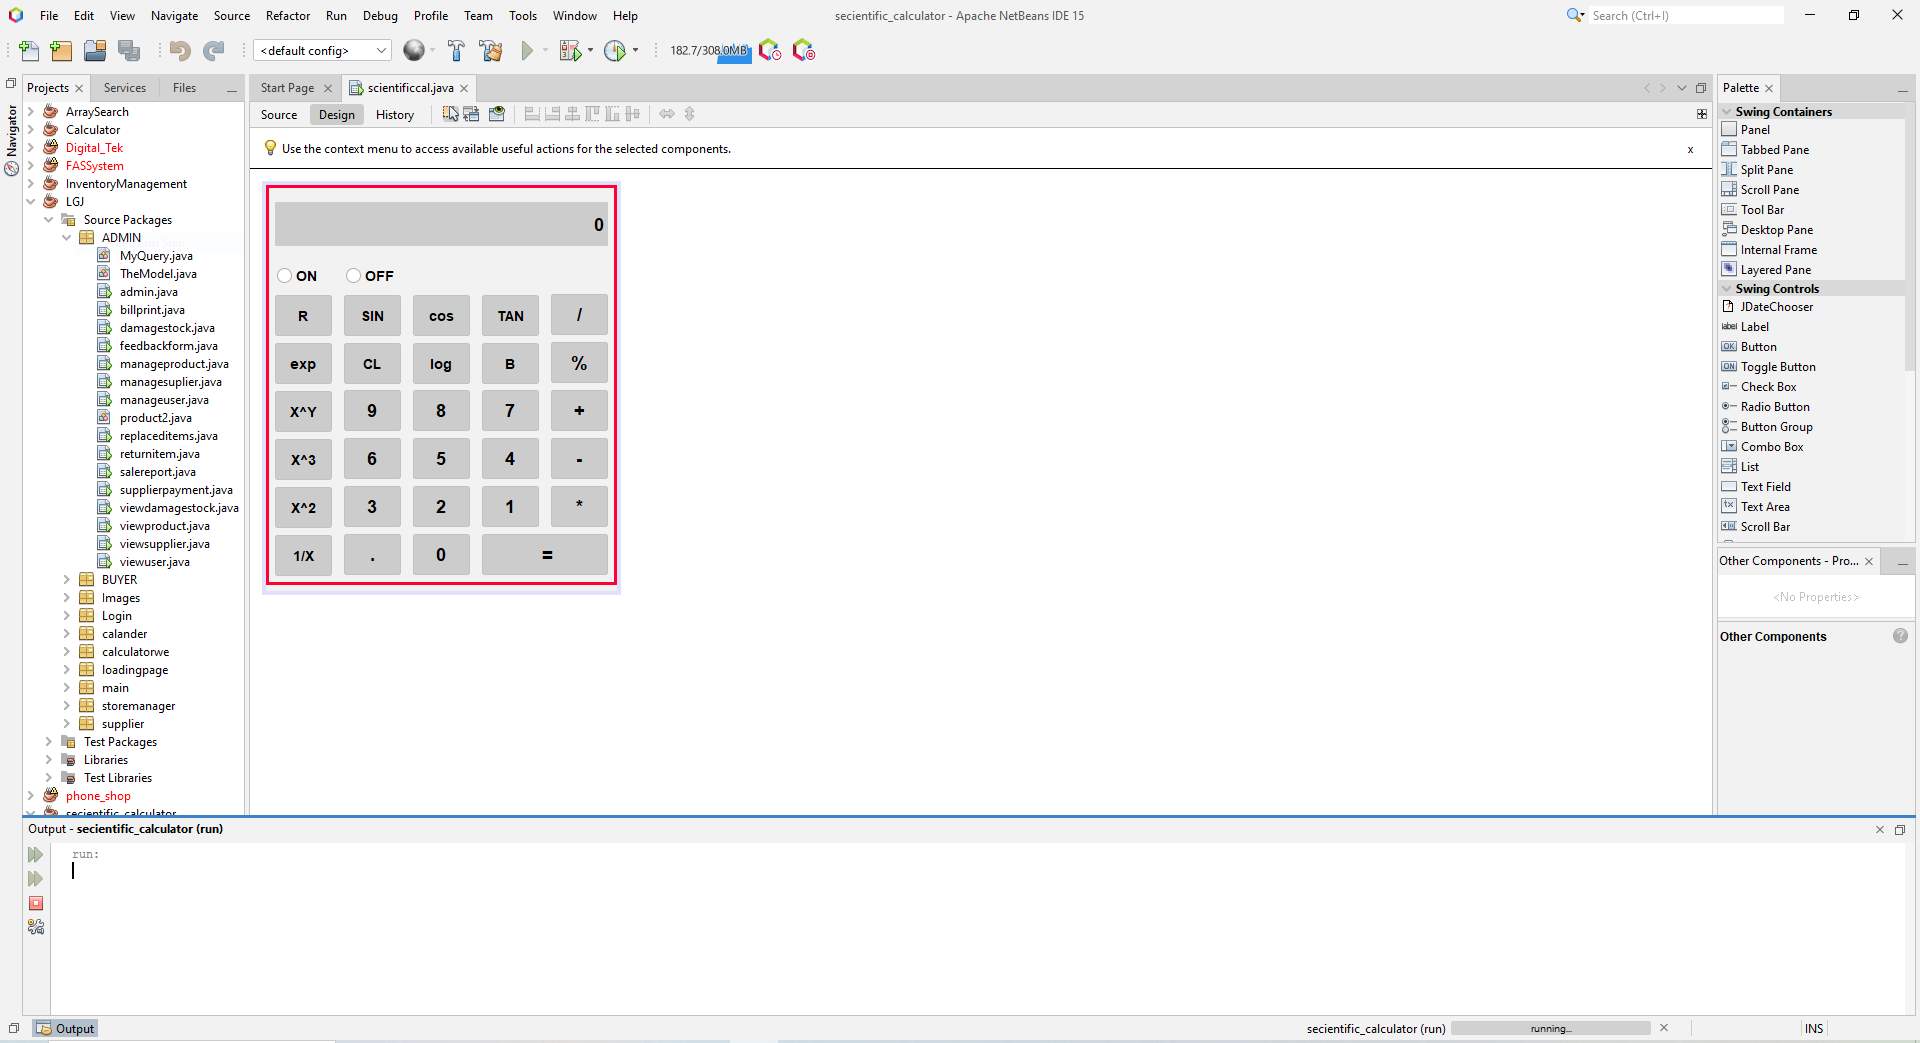 File Edit View Navigate Source Refactor Run Debug Profile Team Tools Window Help
secientific_calculator - Apache NetBeans IDE 15
Search (Ctrl+I)
<default config>
182.7/308.0MB
Navigator
Projects Services Files
ArraySearch
Calculator
Digital_Tek
FASSystem
InventoryManagement
LGJ
Source Packages
ADMIN
MyQuery.java
TheModel.java
admin.java
billprint.java
damagestock.java
feedbackform.java
manageproduct.java
managesuplier.java
manageuser.java
product2.java
replaceditems.java
returnitem.java
salereport.java
supplierpayment.java
viewdamagestock.java
viewproduct.java
viewsupplier.java
viewuser.java
BUYER
Images
Login
calander
calculatorwe
loadingpage
main
storemanager
supplier
Test Packages
Libraries
Test Libraries
phone_shop
secientific_calculator
Start Page scientificcal.java
Source Design History
Use the context menu to access available useful actions for the selected components.
x
0
ON OFF
R SIN cos TAN /
exp CL log B %
X^Y 9 8 7 +
X^3 6 5 4 -
X^2 3 2 1 *
1/X . 0 =
Palette
Swing Containers
Panel
Tabbed Pane
Split Pane
Scroll Pane
Tool Bar
Desktop Pane
Internal Frame
Layered Pane
Swing Controls
JDateChooser
label Label
OK Button
ON Toggle Button
Check Box
Radio Button
Button Group
Combo Box
List
Text Field
tx Text Area
Scroll Bar
Other Components - Pro...
<No Properties>
Other Components
?
Output - secientific_calculator (run)
run:
Output
secientific_calculator (run)
running...
INS